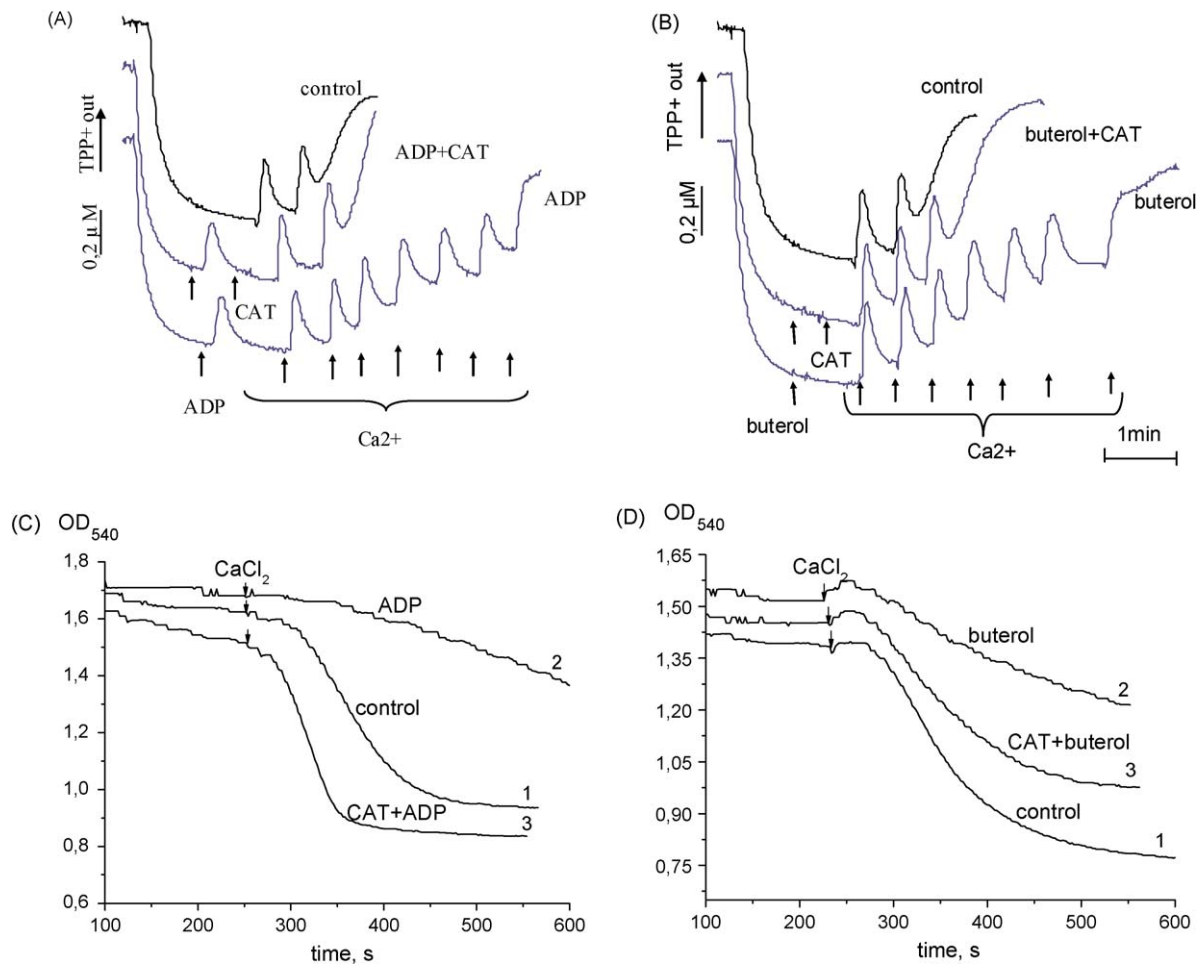 (A)
control
TPP+ out
ADP+CAT
ADP
0,2 µ M
CAT
ADP
Ca2+
(B)
control
TPP+ out
buterol+CAT
0,2 µM
buterol
CAT
buterol
Ca2+
1min
(C) OD540
1,8
1,6
1,4
1,2
1,0
0,8
0,6
CaCl2
ADP
2
control
1
CAT+ADP
3
100 200 300 400 500 600
time, s
(D) OD540
1,65
1,50
1,35
1,20
1,05
0,90
0,75
CaCl2
buterol
2
CAT+buterol
3
control
1
100 200 300 400 500 600
time, s